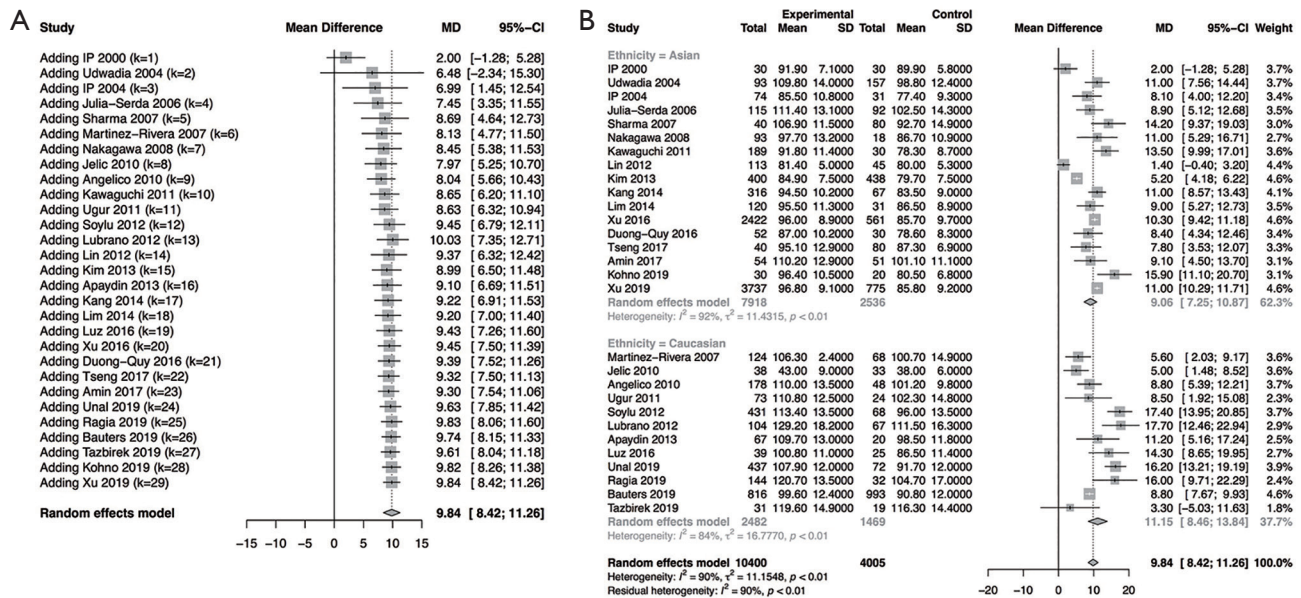 A
Study Mean Difference MD 95%−CI
Adding IP 2000 (k=1) 2.00 [−1.28; 5.28]
Adding Udwadia 2004 (k=2) 6.48 [−2.34; 15.30]
Adding IP 2004 (k=3) 6.99 [ 1.45; 12.54]
Adding Julia−Serda 2006 (k=4) 7.45 [ 3.35; 11.55]
Adding Sharma 2007 (k=5) 8.69 [ 4.64; 12.73]
Adding Martinez−Rivera 2007 (k=6) 8.13 [ 4.77; 11.50]
Adding Nakagawa 2008 (k=7) 8.45 [ 5.38; 11.53]
Adding Jelic 2010 (k=8) 7.97 [ 5.25; 10.70]
Adding Angelico 2010 (k=9) 8.04 [ 5.66; 10.43]
Adding Kawaguchi 2011 (k=10) 8.65 [ 6.20; 11.10]
Adding Ugur 2011 (k=11) 8.63 [ 6.32; 10.94]
Adding Soylu 2012 (k=12) 9.45 [ 6.79; 12.11]
Adding Lubrano 2012 (k=13) 10.03 [ 7.35; 12.71]
Adding Lin 2012 (k=14) 9.37 [ 6.32; 12.42]
Adding Kim 2013 (k=15) 8.99 [ 6.50; 11.48]
Adding Apaydin 2013 (k=16) 9.10 [ 6.69; 11.51]
Adding Kang 2014 (k=17) 9.22 [ 6.91; 11.53]
Adding Lim 2014 (k=18) 9.20 [ 7.00; 11.40]
Adding Luz 2016 (k=19) 9.43 [ 7.26; 11.60]
Adding Xu 2016 (k=20) 9.45 [ 7.50; 11.39]
Adding Duong−Quy 2016 (k=21) 9.39 [ 7.52; 11.26]
Adding Tseng 2017 (k=22) 9.32 [ 7.50; 11.13]
Adding Amin 2017 (k=23) 9.30 [ 7.54; 11.06]
Adding Unal 2019 (k=24) 9.63 [ 7.85; 11.42]
Adding Ragia 2019 (k=25) 9.83 [ 8.06; 11.60]
Adding Bauters 2019 (k=26) 9.74 [ 8.15; 11.33]
Adding Tazbirek 2019 (k=27) 9.61 [ 8.04; 11.18]
Adding Kohno 2019 (k=28) 9.82 [ 8.26; 11.38]
Adding Xu 2019 (k=29) 9.84 [ 8.42; 11.26]
Random effects model 9.84 [ 8.42; 11.26]
−15 −10 −5 0 5 10 15
B
Experimental Control
Study Total Mean SD Total Mean SD Mean Difference MD 95%−CI Weight
Ethnicity = Asian
IP 2000 30 91.90 7.1000 30 89.90 5.8000 2.00 [−1.28; 5.28] 3.7%
Udwadia 2004 93 109.80 14.0000 157 98.80 12.4000 11.00 [ 7.56; 14.44] 3.7%
IP 2004 74 85.50 10.8000 31 77.40 9.3000 8.10 [ 4.00; 12.20] 3.4%
Julia−Serda 2006 115 111.40 13.1000 92 102.50 14.3000 8.90 [ 5.12; 12.68] 3.5%
Sharma 2007 40 106.90 11.5000 80 92.70 14.9000 14.20 [ 9.37; 19.03] 3.0%
Nakagawa 2008 93 97.70 13.2000 18 86.70 10.9000 11.00 [ 5.29; 16.71] 2.7%
Kawaguchi 2011 189 91.80 11.4000 30 78.30 8.7000 13.50 [ 9.99; 17.01] 3.6%
Lin 2012 113 81.40 5.0000 45 80.00 5.3000 1.40 [ −0.40; 3.20] 4.4%
Kim 2013 400 84.90 7.5000 438 79.70 7.5000 5.20 [ 4.18; 6.22] 4.6%
Kang 2014 316 94.50 10.2000 67 83.50 9.0000 11.00 [ 8.57; 13.43] 4.1%
Lim 2014 120 95.50 11.3000 31 86.50 8.9000 9.00 [ 5.27; 12.73] 3.5%
Xu 2016 2422 96.00 8.9000 561 85.70 9.7000 10.30 [ 9.42; 11.18] 4.6%
Duong−Quy 2016 52 87.00 10.2000 30 78.60 8.3000 8.40 [ 4.34; 12.46] 3.4%
Tseng 2017 40 95.10 12.9000 80 87.30 6.9000 7.80 [ 3.53; 12.07] 3.3%
Amin 2017 54 110.20 12.9000 51 101.10 11.1000 9.10 [ 4.50; 13.70] 3.1%
Kohno 2019 30 96.40 10.5000 20 80.50 6.8000 15.90 [11.10; 20.70] 3.1%
Xu 2019 3737 96.80 9.1000 775 85.80 9.2000 11.00 [10.29; 11.71] 4.6%
Random effects model 7918 2536 9.06 [ 7.25; 10.87] 62.3%
Heterogeneity: I² = 92%, τ² = 11.4315, p < 0.01
Ethnicity = Caucasian
Martinez−Rivera 2007 124 106.30 2.4000 68 100.70 14.9000 5.60 [ 2.03; 9.17] 3.6%
Jelic 2010 38 43.00 9.0000 33 38.00 6.0000 5.00 [ 1.48; 8.52] 3.6%
Angelico 2010 178 110.00 13.5000 48 101.20 9.8000 8.80 [ 5.39; 12.21] 3.7%
Ugur 2011 73 110.80 12.5000 24 102.30 14.8000 8.50 [ 1.92; 15.08] 2.3%
Soylu 2012 431 113.40 13.5000 68 96.00 13.5000 17.40 [13.95; 20.85] 3.7%
Lubrano 2012 104 129.20 18.2000 67 111.50 16.3000 17.70 [12.46; 22.94] 2.9%
Apaydin 2013 67 109.70 13.0000 20 98.50 11.8000 11.20 [ 5.16; 17.24] 2.5%
Luz 2016 39 100.80 11.0000 25 86.50 11.4000 14.30 [ 8.65; 19.95] 2.7%
Unal 2019 437 107.90 12.0000 72 91.70 12.0000 16.20 [13.21; 19.19] 3.9%
Ragia 2019 144 120.70 13.5000 32 104.70 17.0000 16.00 [ 9.71; 22.29] 2.4%
Bauters 2019 816 99.60 12.4000 993 90.80 12.0000 8.80 [ 7.67; 9.93] 4.6%
Tazbirek 2019 31 119.60 14.9000 19 116.30 14.4000 3.30 [−5.03; 11.63] 1.8%
Random effects model 2482 1469 11.15 [ 8.46; 13.84] 37.7%
Heterogeneity: I² = 84%, τ² = 16.7770, p < 0.01
Random effects model 10400 4005 9.84 [ 8.42; 11.26] 100.0%
Heterogeneity: I² = 90%, τ² = 11.1548, p < 0.01
Residual heterogeneity: I² = 90%, p < 0.01
−20 −10 0 10 20